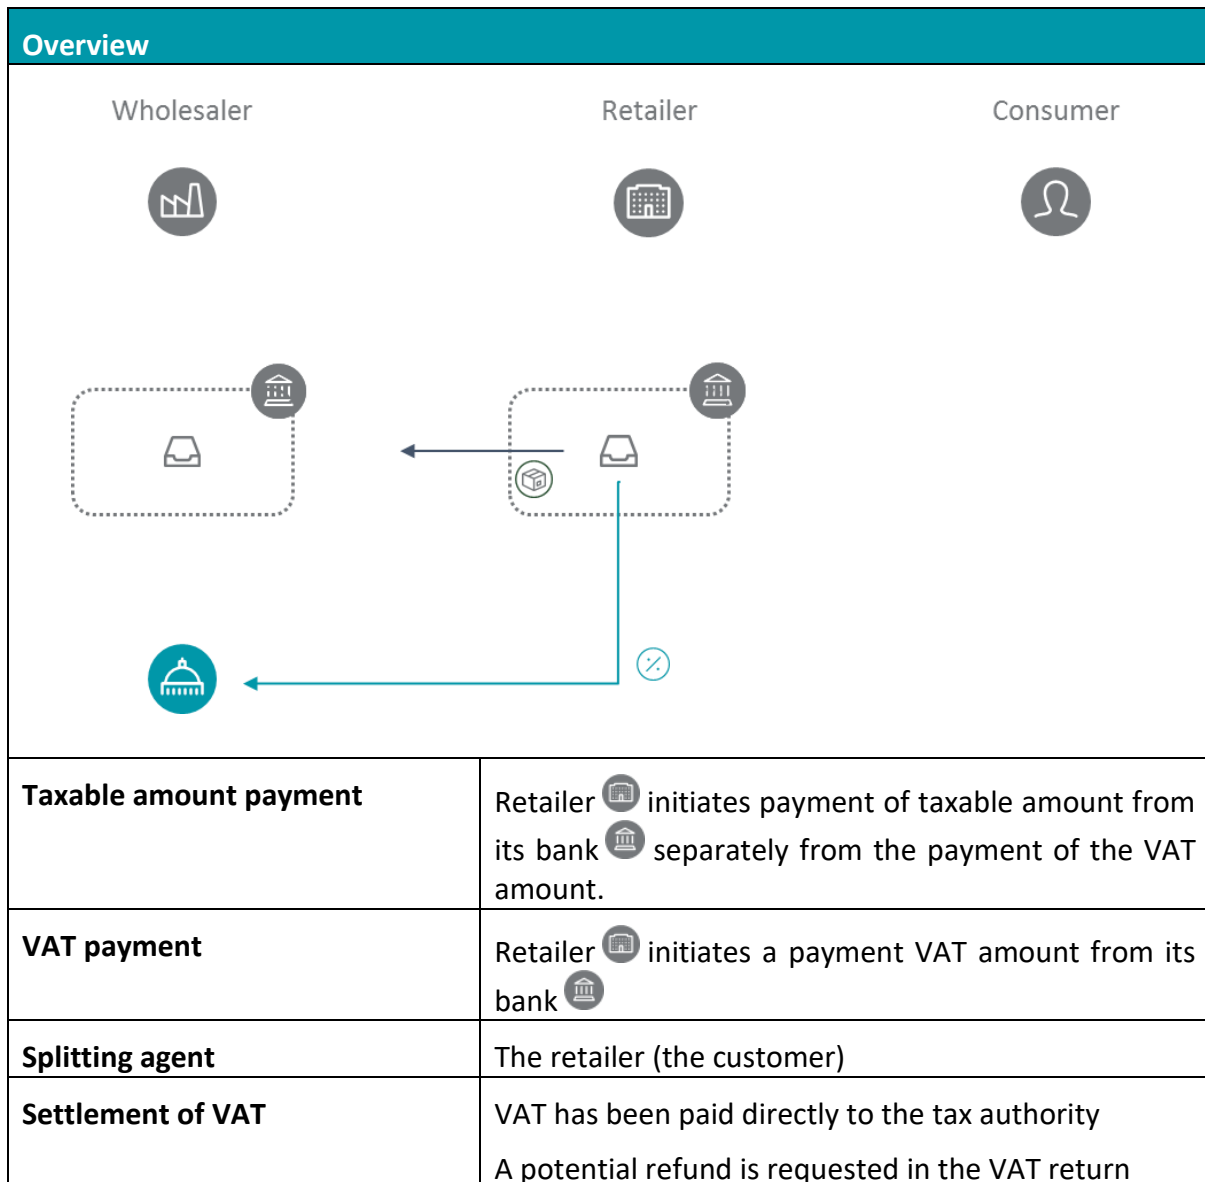 Overview
Wholesaler
Retailer
Consumer
Taxable amount payment
Retailer initiates payment of taxable amount from
its bank separately from the payment of the VAT
amount.
VAT payment
Retailer initiates a payment VAT amount from its
bank
Splitting agent
The retailer (the customer)
Settlement of VAT
VAT has been paid directly to the tax authority
A potential refund is requested in the VAT return